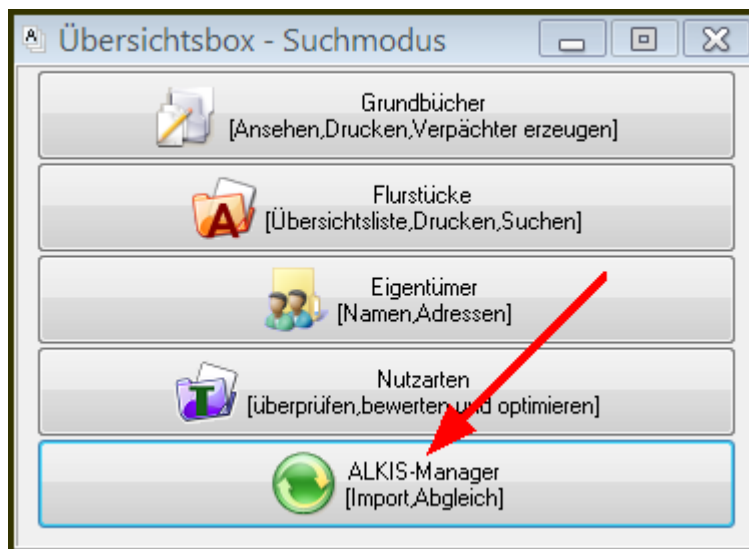 Übersichtsbox - Suchmodus
Grundbücher
[Ansehen,Drucken,Verpächter erzeugen]
Flurstücke
[Übersichtsliste,Drucken,Suchen]
Eigentümer
[Namen,Adressen]
Nutzarten
[überprüfen,bewerten und optimieren]
ALKIS-Manager
[Import,Abgleich]